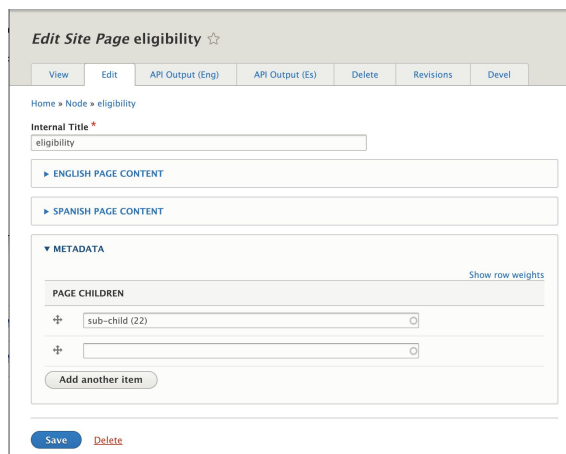 Edit Site Page eligibility
View Edit API Output (Eng) API Output (Es) Delete Revisions Devel
Home » Node » eligibility
Internal Title *
eligibility
ENGLISH PAGE CONTENT
SPANISH PAGE CONTENT
METADATA
Show row weights
PAGE CHILDREN
sub-child (22)
Add another item
Save Delete